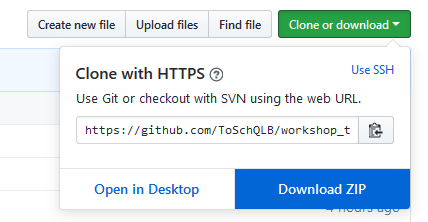 Create new file
Upload files
Find file
Clone or download
Clone with HTTPS
Use SSH
Use Git or checkout with SVN using the web URL.
https://github.com/ToSchQLB/workshop_t
Open in Desktop
Download ZIP
4 hours ago